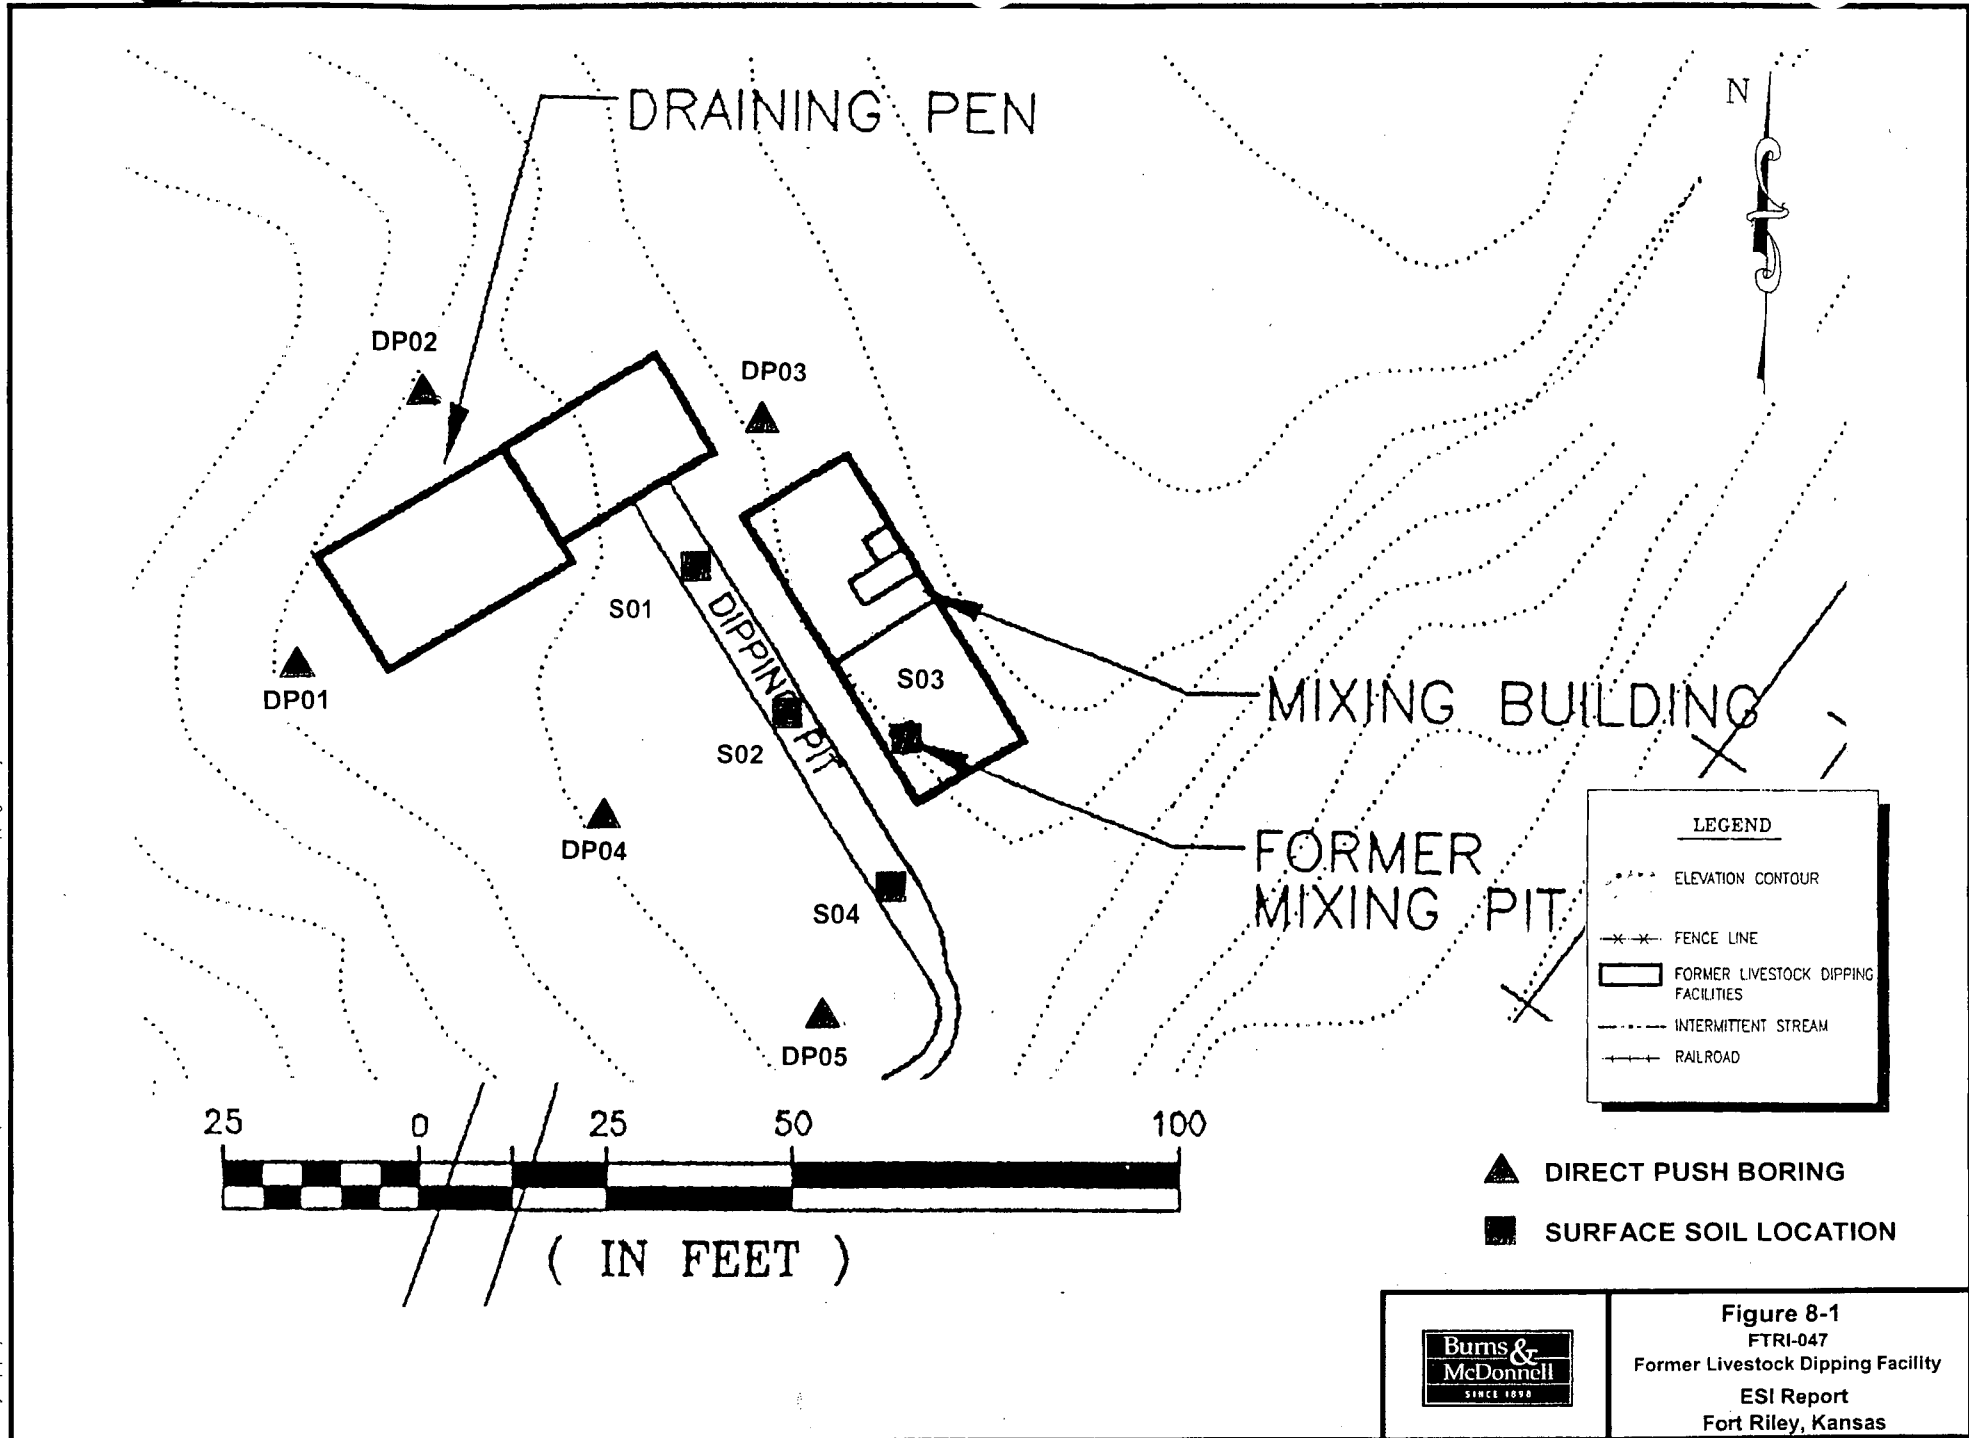 DRAINING PEN
N
DP02
DP03
S01
DIPPING PIT
S03
DP01
MIXING BUILDING
S02
DP04
FORMER
MIXING PIT
S04
DP05
LEGEND
ELEVATION CONTOUR
FENCE LINE
FORMER LIVESTOCK DIPPING
FACILITIES
INTERMITTENT STREAM
RAILROAD
25 0 25 50 100
( IN FEET )
DIRECT PUSH BORING
SURFACE SOIL LOCATION
Burns &
McDonnell
SINCE 1898
Figure 8-1
FTRI-047
Former Livestock Dipping Facility
ESI Report
Fort Riley, Kansas